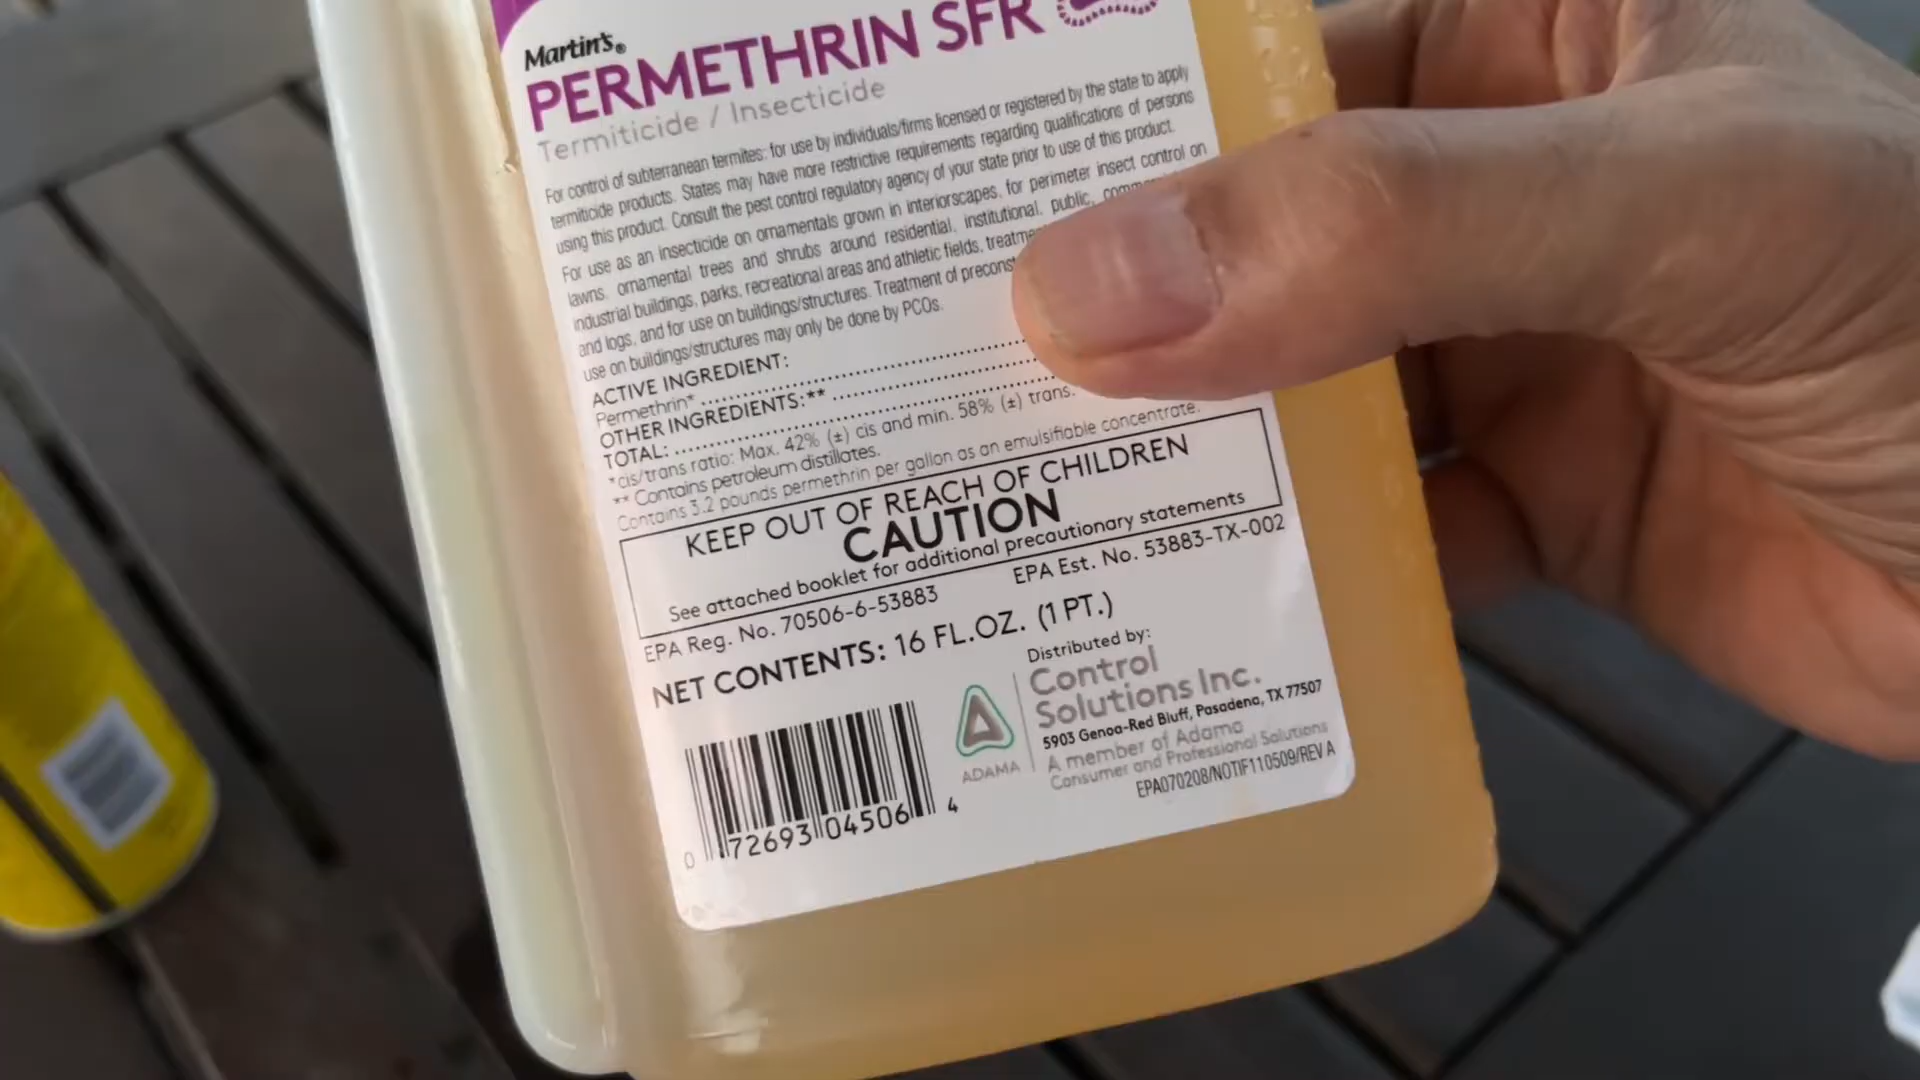 Martin's®
PERMETHRIN SFR
Termiticide / Insecticide
For control of subterranean termites: for use by individuals/firms licensed or registered by the state to apply
termiticide products. States may have more restrictive requirements regarding qualifications of persons
using this product. Consult the pest control regulatory agency of your state prior to use of this product.
For use as an insecticide on ornamentals grown in interiorscapes, for perimeter insect control on
lawns, ornamental trees and shrubs around residential, institutional, public,
industrial buildings, parks, recreational areas and athletic fields,
and logs, and for use on buildings/structures. Treatment of
use on buildings/structures may only be done by PCOs.
ACTIVE INGREDIENT:
Permethrin*
OTHER INGREDIENTS:**
TOTAL:
*cis/trans ratio: Max. 42% (±) cis and min. 58% (±) trans.
** Contains petroleum distillates.
Contains 3.2 pounds permethrin per gallon as an emulsifiable concentrate.
KEEP OUT OF REACH OF CHILDREN
CAUTION
See attached booklet for additional precautionary statements
EPA Reg. No. 70506-6-53883 EPA Est. No. 53883-TX-002
NET CONTENTS: 16 FL.OZ. (1 PT.)
Distributed by:
Control
Solutions Inc.
5903 Genoa-Red Bluff, Pasadena, TX 77507
A member of Adama
Consumer and Professional Solutions
EPA070208/NOTIF110509/REV A
ADAMA
0 72693 04506 4